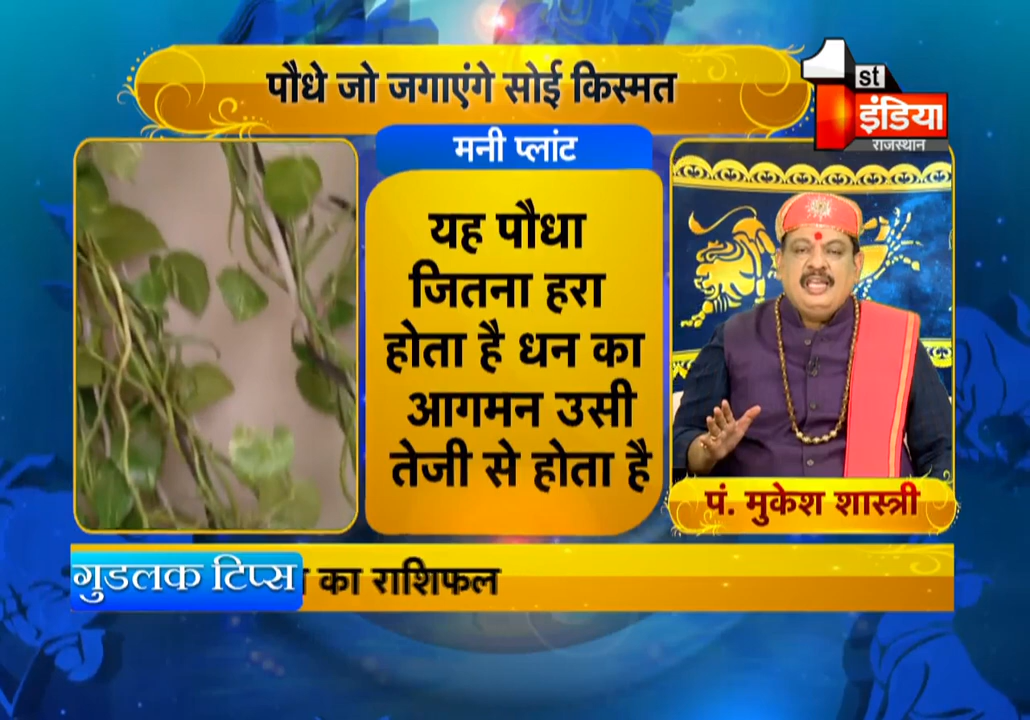 पौधे जो जगाएंगे सोई किस्मत
1st
इंडिया
राजस्थान
मनी प्लांट
यह पौधा
जितना हरा
होता है धन का
आगमन उसी
तेजी से होता है
पं. मुकेश शास्त्री
गुडलक टिप्स
का राशिफल